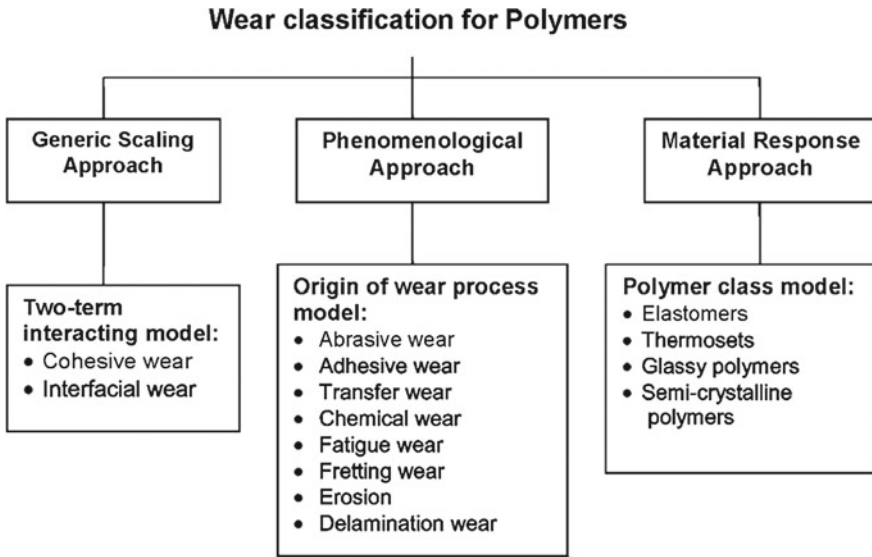 Wear classification for Polymers
Generic Scaling
Approach
Phenomenological
Approach
Material Response
Approach
Two-term
interacting model:
• Cohesive wear
• Interfacial wear
Origin of wear process
model:
• Abrasive wear
• Adhesive wear
• Transfer wear
• Chemical wear
• Fatigue wear
• Fretting wear
• Erosion
• Delamination wear
Polymer class model:
• Elastomers
• Thermosets
• Glassy polymers
• Semi-crystalline
polymers